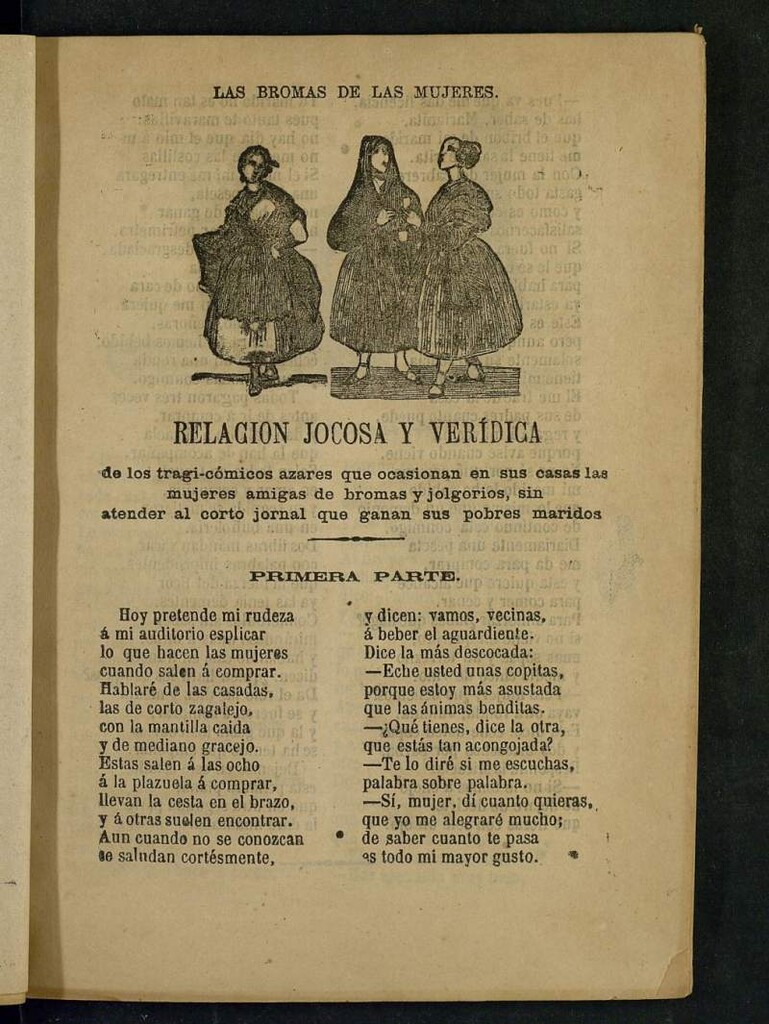 LAS BROMAS DE LAS MUJERES.
RELACION JOCOSA Y VERÍDICA
de los tragi-cómicos azares que ocasionan en sus casas las
mujeres amigas de bromas y jolgorios, sin
atender al corto jornal que ganan sus pobres maridos
PRIMERA PARTE.
Hoy pretende mi rudeza
á mi auditorio esplicar
lo que hacen las mujeres
cuando salen á comprar.
Hablaré de las casadas,
las de corto zagalejo,
con la mantilla caida
y de mediano gracejo.
Estas salen á las ocho
á la plazuela á comprar,
llevan la cesta en el brazo,
y á otras suelen encontrar.
Aun cuando no se conozcan
se saludan cortésmente,
y dicen: vamos, vecinas,
á beber el aguardiente.
Dice la más descocada:
—Eche usted unas copitas,
porque estoy más asustada
que las ánimas benditas.
—¿Qué tienes, dice la otra,
que estás tan acongojada?
—Te lo diré si me escuchas,
palabra sobre palabra.
—Sí, mujer, dí cuanto quieras,
que yo me alegraré mucho;
de saber cuanto te pasa
es todo mi mayor gusto.